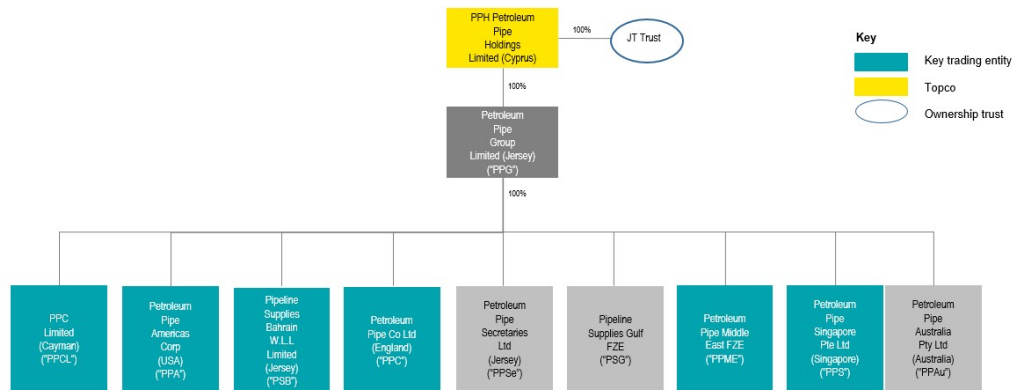 PPH Petroleum
Pipe
Holdings
Limited (Cyprus)
100%
JT Trust
Key
Key trading entity
Topco
Ownership trust
100%
Petroleum
Pipe
Group
Limited (Jersey)
("PPG")
100%
PPC
Limited
(Cayman)
("PPCL")
Petroleum
Pipe
Americas
Corp
(USA)
("PPA")
Pipeline
Supplies
Bahrain
W.L.L
Limited
(Jersey)
("PSB")
Petroleum
Pipe Co Ltd
(England)
("PPC")
Petroleum
Pipe
Secretaries
Ltd
(Jersey)
("PPSe")
Pipeline
Supplies Gulf
FZE
("PSG")
Petroleum
Pipe Middle
East FZE
("PPME")
Petroleum
Pipe
Singapore
Pte Ltd
(Singapore)
("PPS")
Petroleum
Pipe
Australia
Pty Ltd
(Australia)
("PPAu")